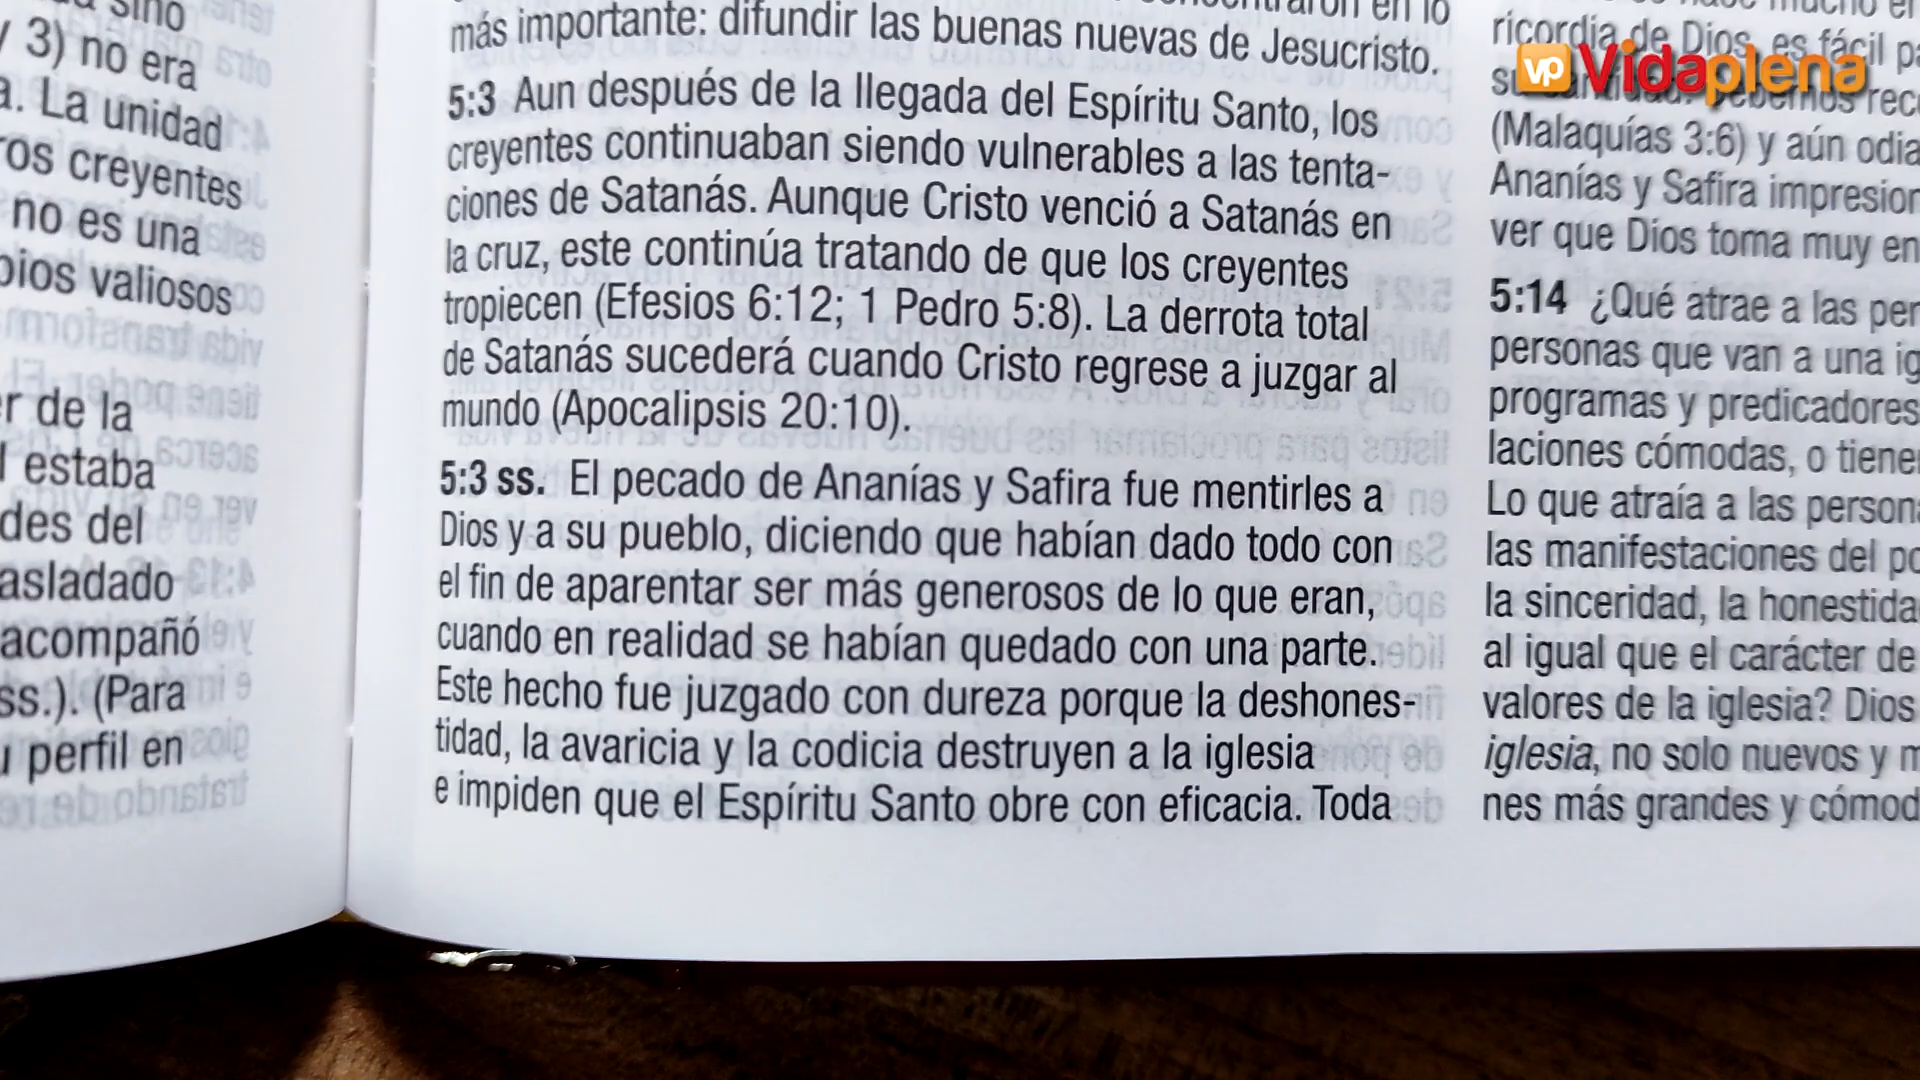 sino
y 3) no era
a. La unidad
ros creyentes
no es una
pios valiosos
er de la
l estaba
des del
asladado
acompañó
ss.). (Para
u perfil en
en lo
más importante: difundir las buenas nuevas de Jesucristo.
5:3 Aun después de la llegada del Espíritu Santo, los
creyentes continuaban siendo vulnerables a las tenta-
ciones de Satanás. Aunque Cristo venció a Satanás en
la cruz, este continúa tratando de que los creyentes
tropiecen (Efesios 6:12; 1 Pedro 5:8). La derrota total
de Satanás sucederá cuando Cristo regrese a juzgar al
mundo (Apocalipsis 20:10).
5:3 ss. El pecado de Ananías y Safira fue mentirles a
Dios y a su pueblo, diciendo que habían dado todo con
el fin de aparentar ser más generosos de lo que eran,
cuando en realidad se habían quedado con una parte.
Este hecho fue juzgado con dureza porque la deshones-
tidad, la avaricia y la codicia destruyen a la iglesia
e impiden que el Espíritu Santo obre con eficacia. Toda
ricordia de Dios, es fácil pa
vp Vidaplena
(Malaquías 3:6) y aún odia
Ananías y Safira impresion
ver que Dios toma muy en
5:14 ¿Qué atrae a las per
personas que van a una ig
programas y predicadores
laciones cómodas, o tiene
Lo que atraía a las person
las manifestaciones del po
la sinceridad, la honestida
al igual que el carácter de
valores de la iglesia? Dios
iglesia, no solo nuevos y m
nes más grandes y cómod